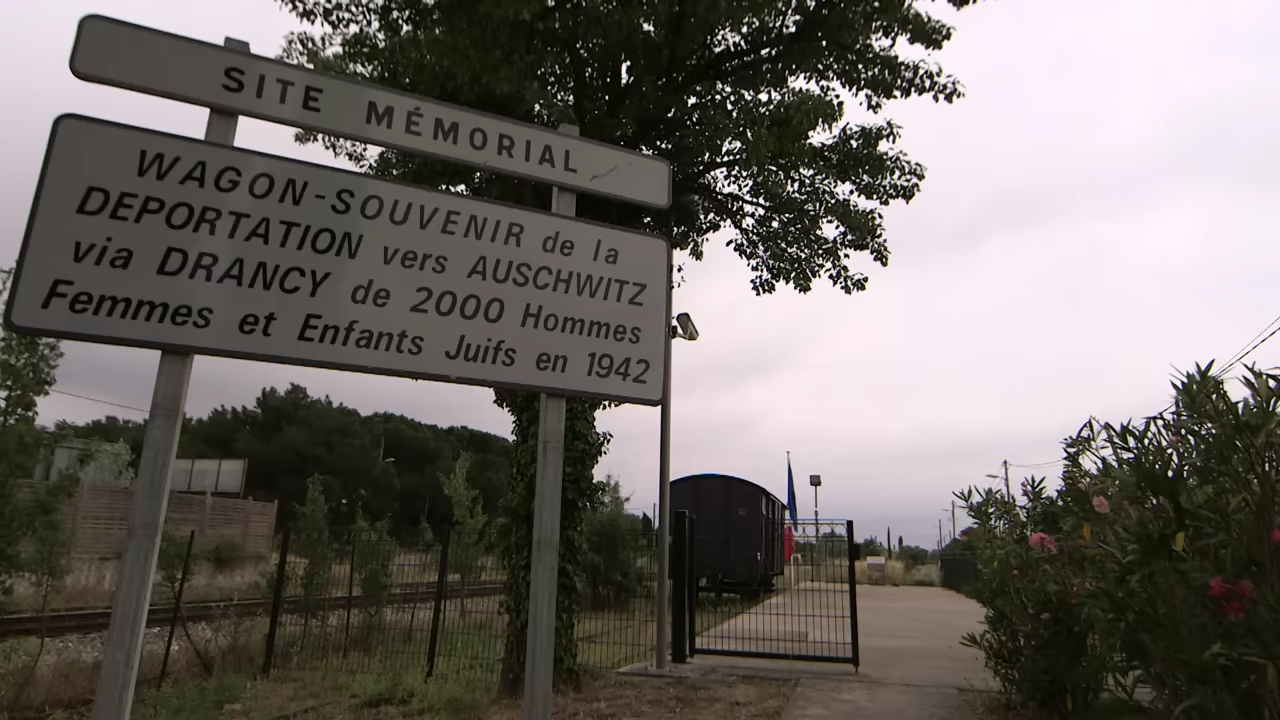 SITE MÉMORIAL
WAGON-SOUVENIR de la
DEPORTATION vers AUSCHWITZ
via DRANCY de 2000 Hommes
Femmes et Enfants Juifs en 1942